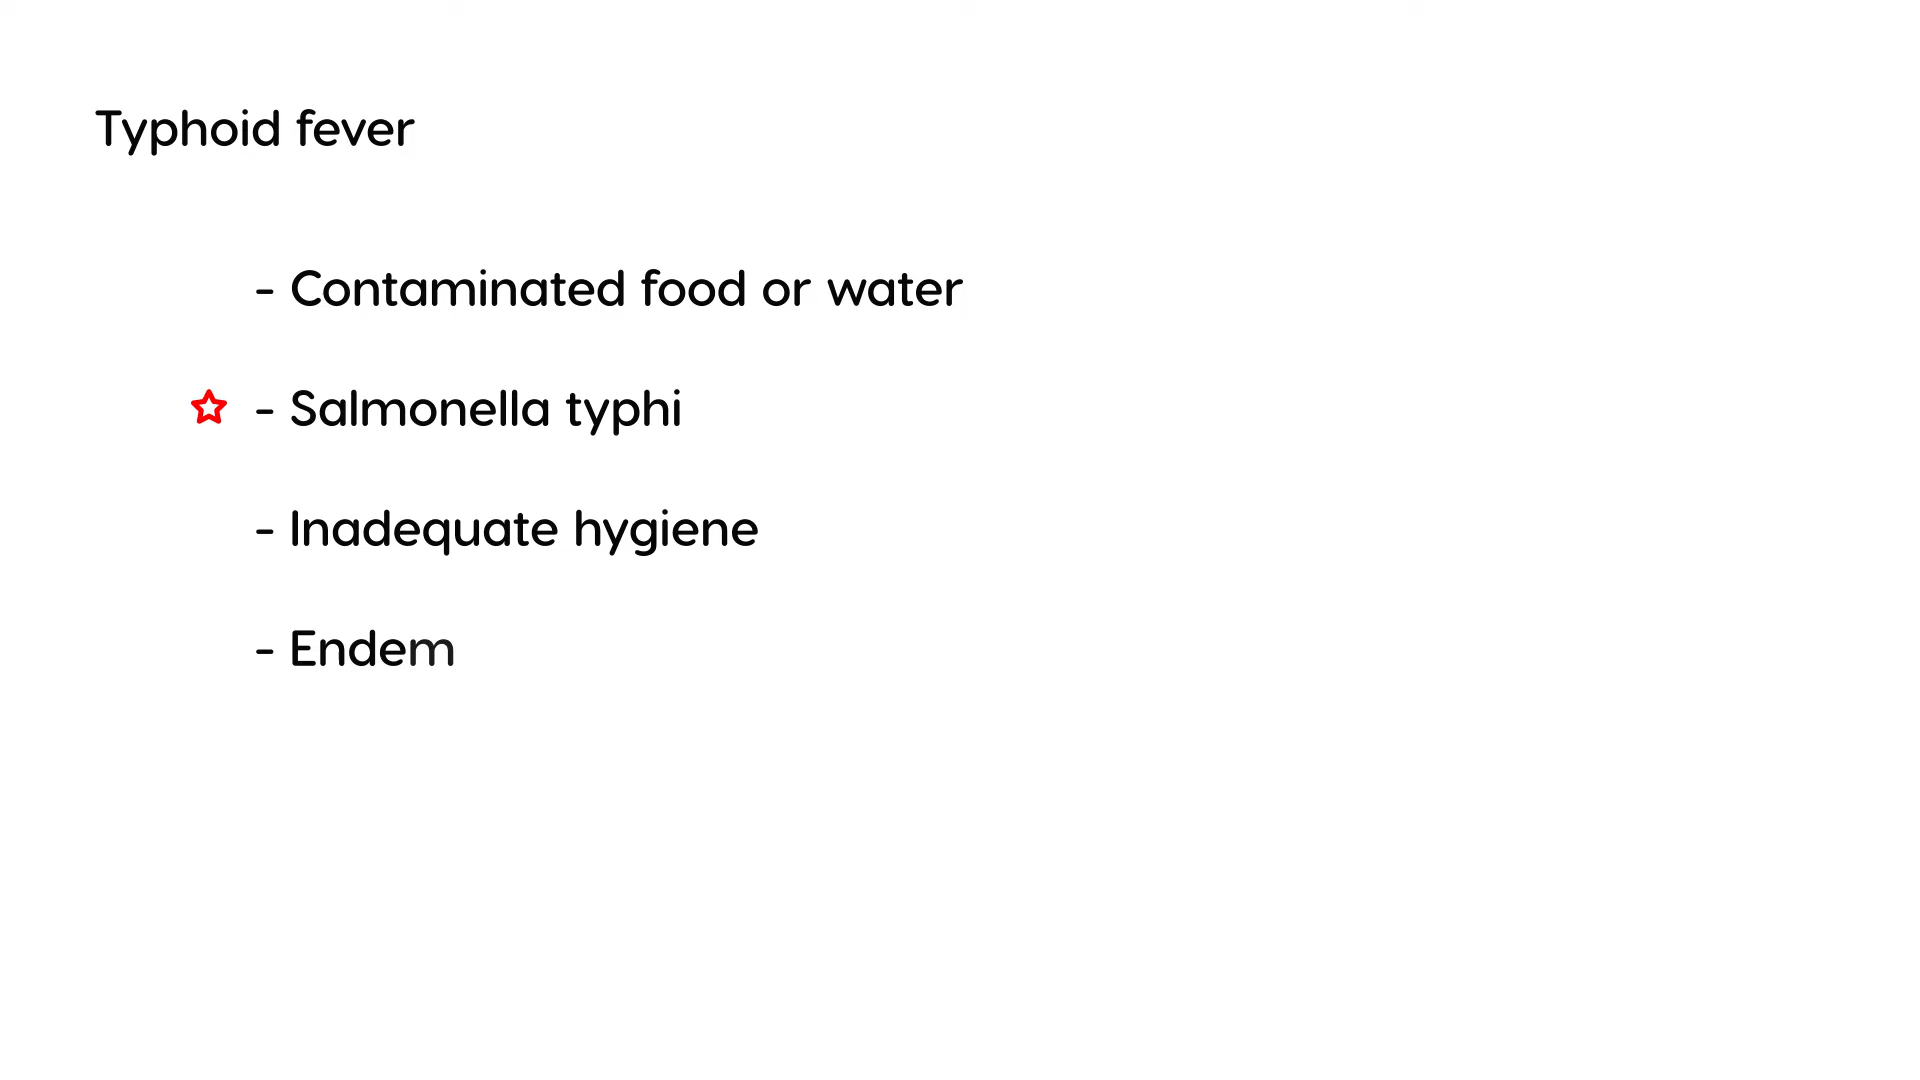 Typhoid fever
- Contaminated food or water
- Salmonella typhi
- Inadequate hygiene
- Endem